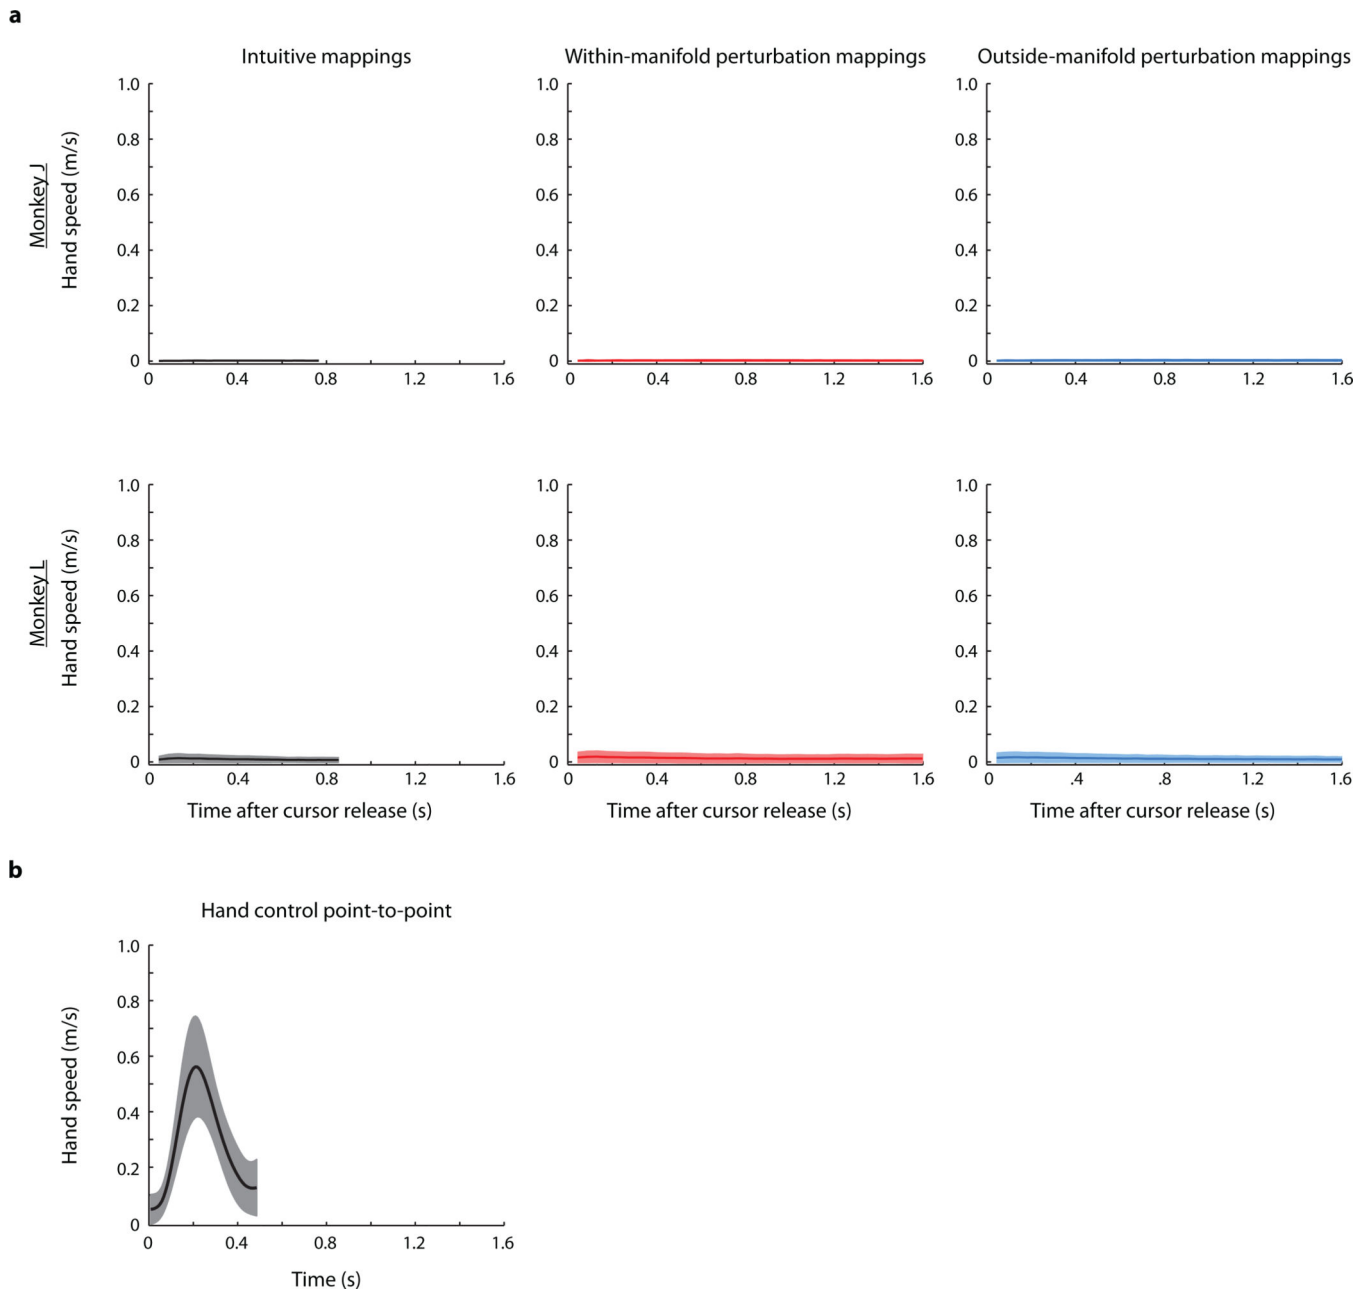 a
Intuitive mappings
Within-manifold perturbation mappings
Outside-manifold perturbation mappings
Monkey J
Hand speed (m/s)
1.0
0.8
0.6
0.4
0.2
0
0 0.4 0.8 1.2 1.6
1.0
0.8
0.6
0.4
0.2
0
0 0.4 0.8 1.2 1.6
1.0
0.8
0.6
0.4
0.2
0
0 0.4 0.8 1.2 1.6
Monkey L
Hand speed (m/s)
1.0
0.8
0.6
0.4
0.2
0
0 0.4 0.8 1.2 1.6
Time after cursor release (s)
1.0
0.8
0.6
0.4
0.2
0
0 0.4 0.8 1.2 1.6
Time after cursor release (s)
1.0
0.8
0.6
0.4
0.2
0
0 .4 .8 1.2 1.6
Time after cursor release (s)
b
Hand control point-to-point
Hand speed (m/s)
1.0
0.8
0.6
0.4
0.2
0
0 0.4 0.8 1.2 1.6
Time (s)